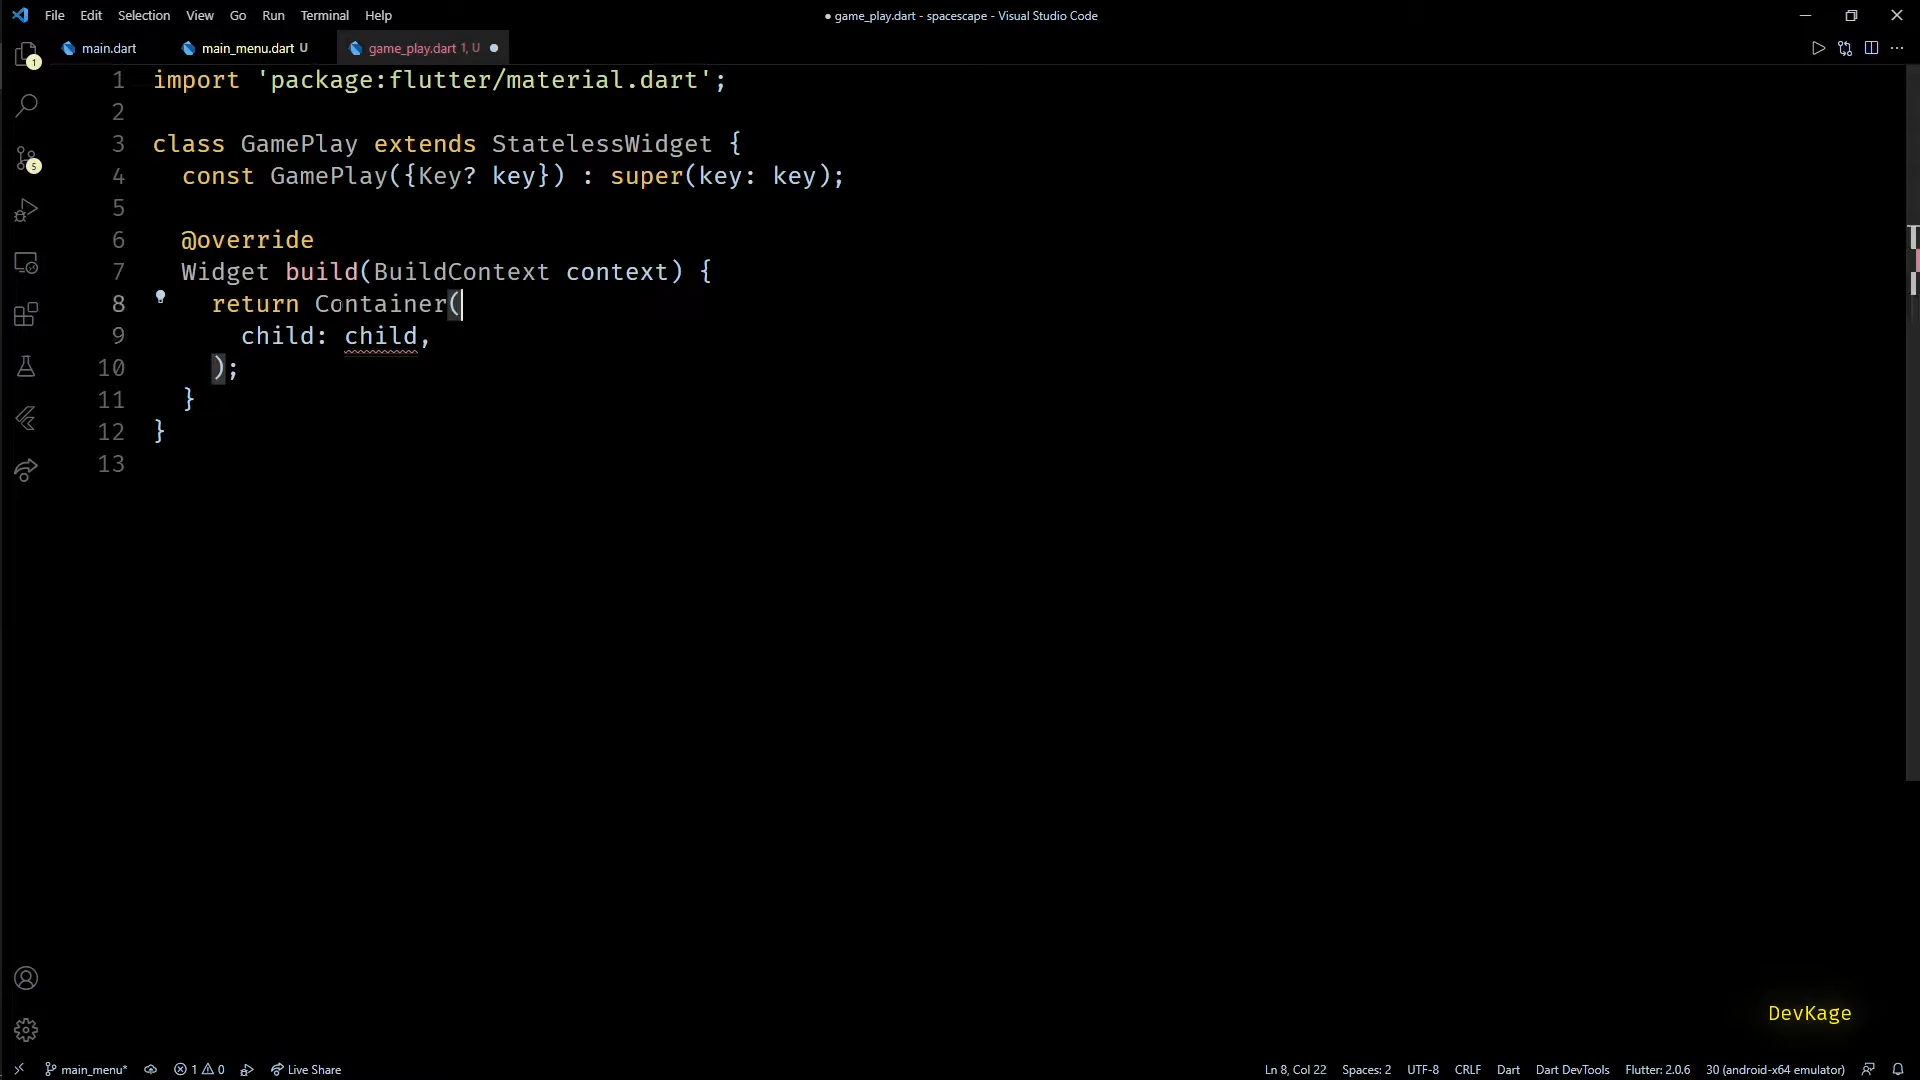 File Edit Selection View Go Run Terminal Help
● game_play.dart - spacescape - Visual Studio Code
main.dart
main_menu.dart U
game_play.dart 1, U
1
5
1 import 'package:flutter/material.dart';
2
3 class GamePlay extends StatelessWidget {
4 const GamePlay({Key? key}) : super(key: key);
5
6 @override
7 Widget build(BuildContext context) {
8 return Container(
9 child: child,
10 );
11 }
12 }
13
DevKage
main_menu* 1 0 Live Share
Ln 8, Col 22 Spaces: 2 UTF-8 CRLF Dart Dart DevTools Flutter: 2.0.6 30 (android-x64 emulator)